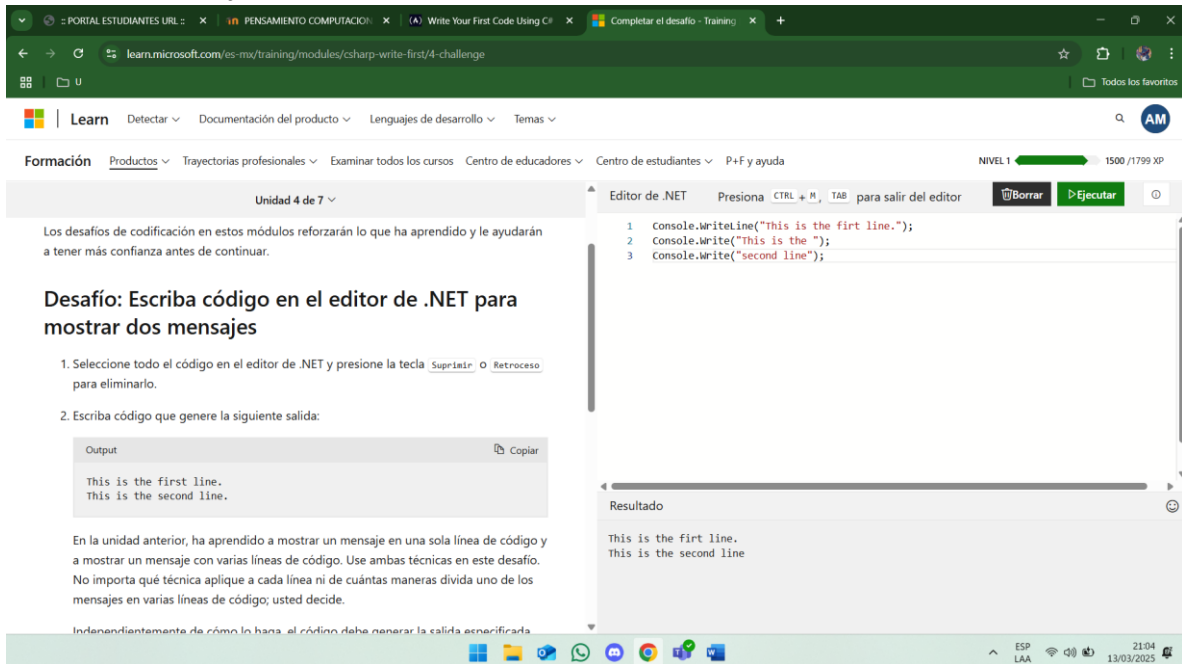 :: PORTAL ESTUDIANTES URL :: PENSAMIENTO COMPUTACION Write Your First Code Using C# Completar el desafío - Training
learn.microsoft.com/es-mx/training/modules/csharp-write-first/4-challenge
U Todos los favoritos
Learn Detectar Documentación del producto Lenguajes de desarrollo Temas AM
Formación Productos Trayectorias profesionales Examinar todos los cursos Centro de educadores Centro de estudiantes P+F y ayuda NIVEL 1 1500 /1799 XP
Unidad 4 de 7
Los desafíos de codificación en estos módulos reforzarán lo que ha aprendido y le ayudarán
a tener más confianza antes de continuar.
Desafío: Escriba código en el editor de .NET para
mostrar dos mensajes
1. Seleccione todo el código en el editor de .NET y presione la tecla Suprimir o Retroceso
para eliminarlo.
2. Escriba código que genere la siguiente salida:
Output Copiar
This is the first line.
This is the second line.
En la unidad anterior, ha aprendido a mostrar un mensaje en una sola línea de código y
a mostrar un mensaje con varias líneas de código. Use ambas técnicas en este desafío.
No importa qué técnica aplique a cada línea ni de cuántas maneras divida uno de los
mensajes en varias líneas de código; usted decide.
Independientemente de cómo lo haga, el código debe generar la salida especificada
Editor de .NET Presiona CTRL + M, TAB para salir del editor Borrar Ejecutar
1 Console.WriteLine("This is the firt line.");
2 Console.Write("This is the ");
3 Console.Write("second line");
Resultado
This is the firt line.
This is the second line
ESP 21:04
LAA 13/03/2025